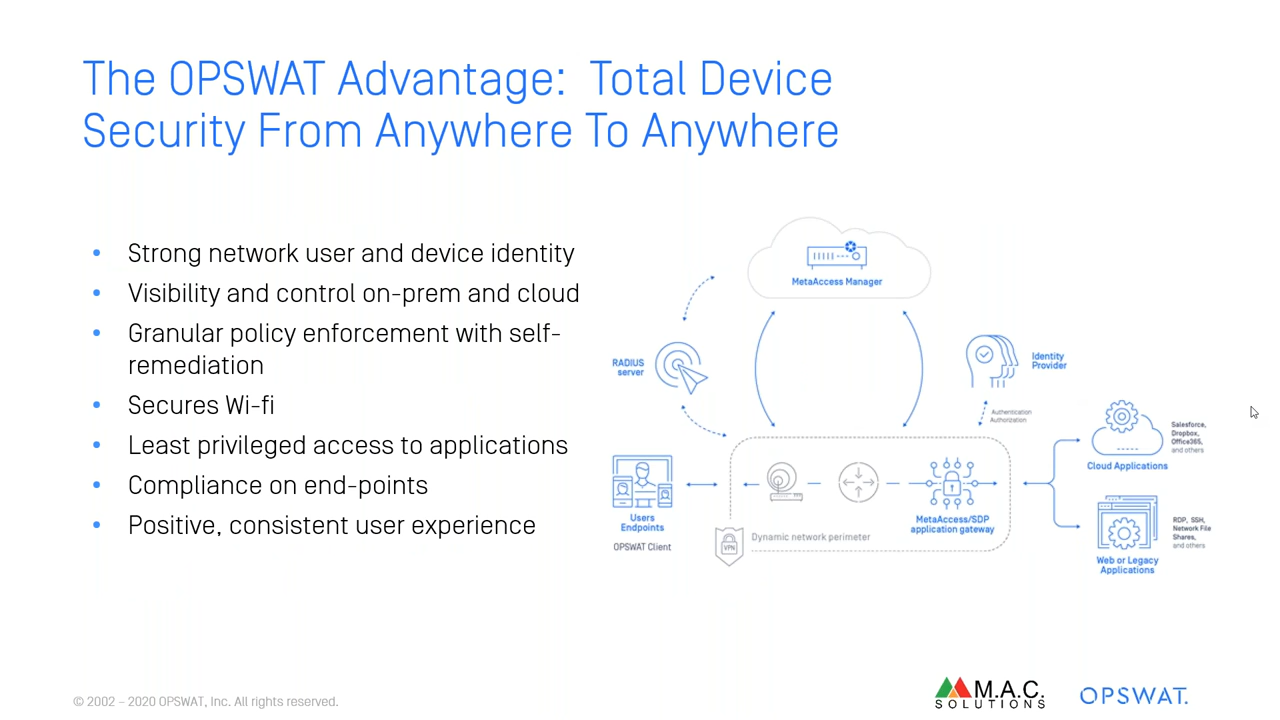 The OPSWAT Advantage: Total Device
Security From Anywhere To Anywhere
• Strong network user and device identity
• Visibility and control on-prem and cloud
• Granular policy enforcement with self-
remediation
• Secures Wi-fi
• Least privileged access to applications
• Compliance on end-points
• Positive, consistent user experience
MetaAccess Manager
RADIUS
server
Identity
Provider
Authentication
Authorization
Users
Endpoints
OPSWAT Client
VPN
Dynamic network perimeter
MetaAccess/SDP
application gateway
Cloud Applications
Salesforce,
Dropbox,
Office365,
and others
Web or Legacy
Applications
RDP, SSH,
Network File
Shares,
and others
© 2002 - 2020 OPSWAT, Inc. All rights reserved.
M.A.C.
SOLUTIONS
OPSWAT.